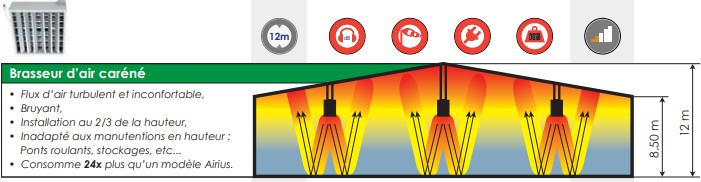 12m
Brasseur d'air caréné
• Flux d'air turbulent et inconfortable,
• Bruyant,
• Installation au 2/3 de la hauteur,
• Inadapté aux manutentions en hauteur :
Ponts roulants, stockages, etc...
• Consomme 24x plus qu'un modèle Airius.
8.50 m
12 m